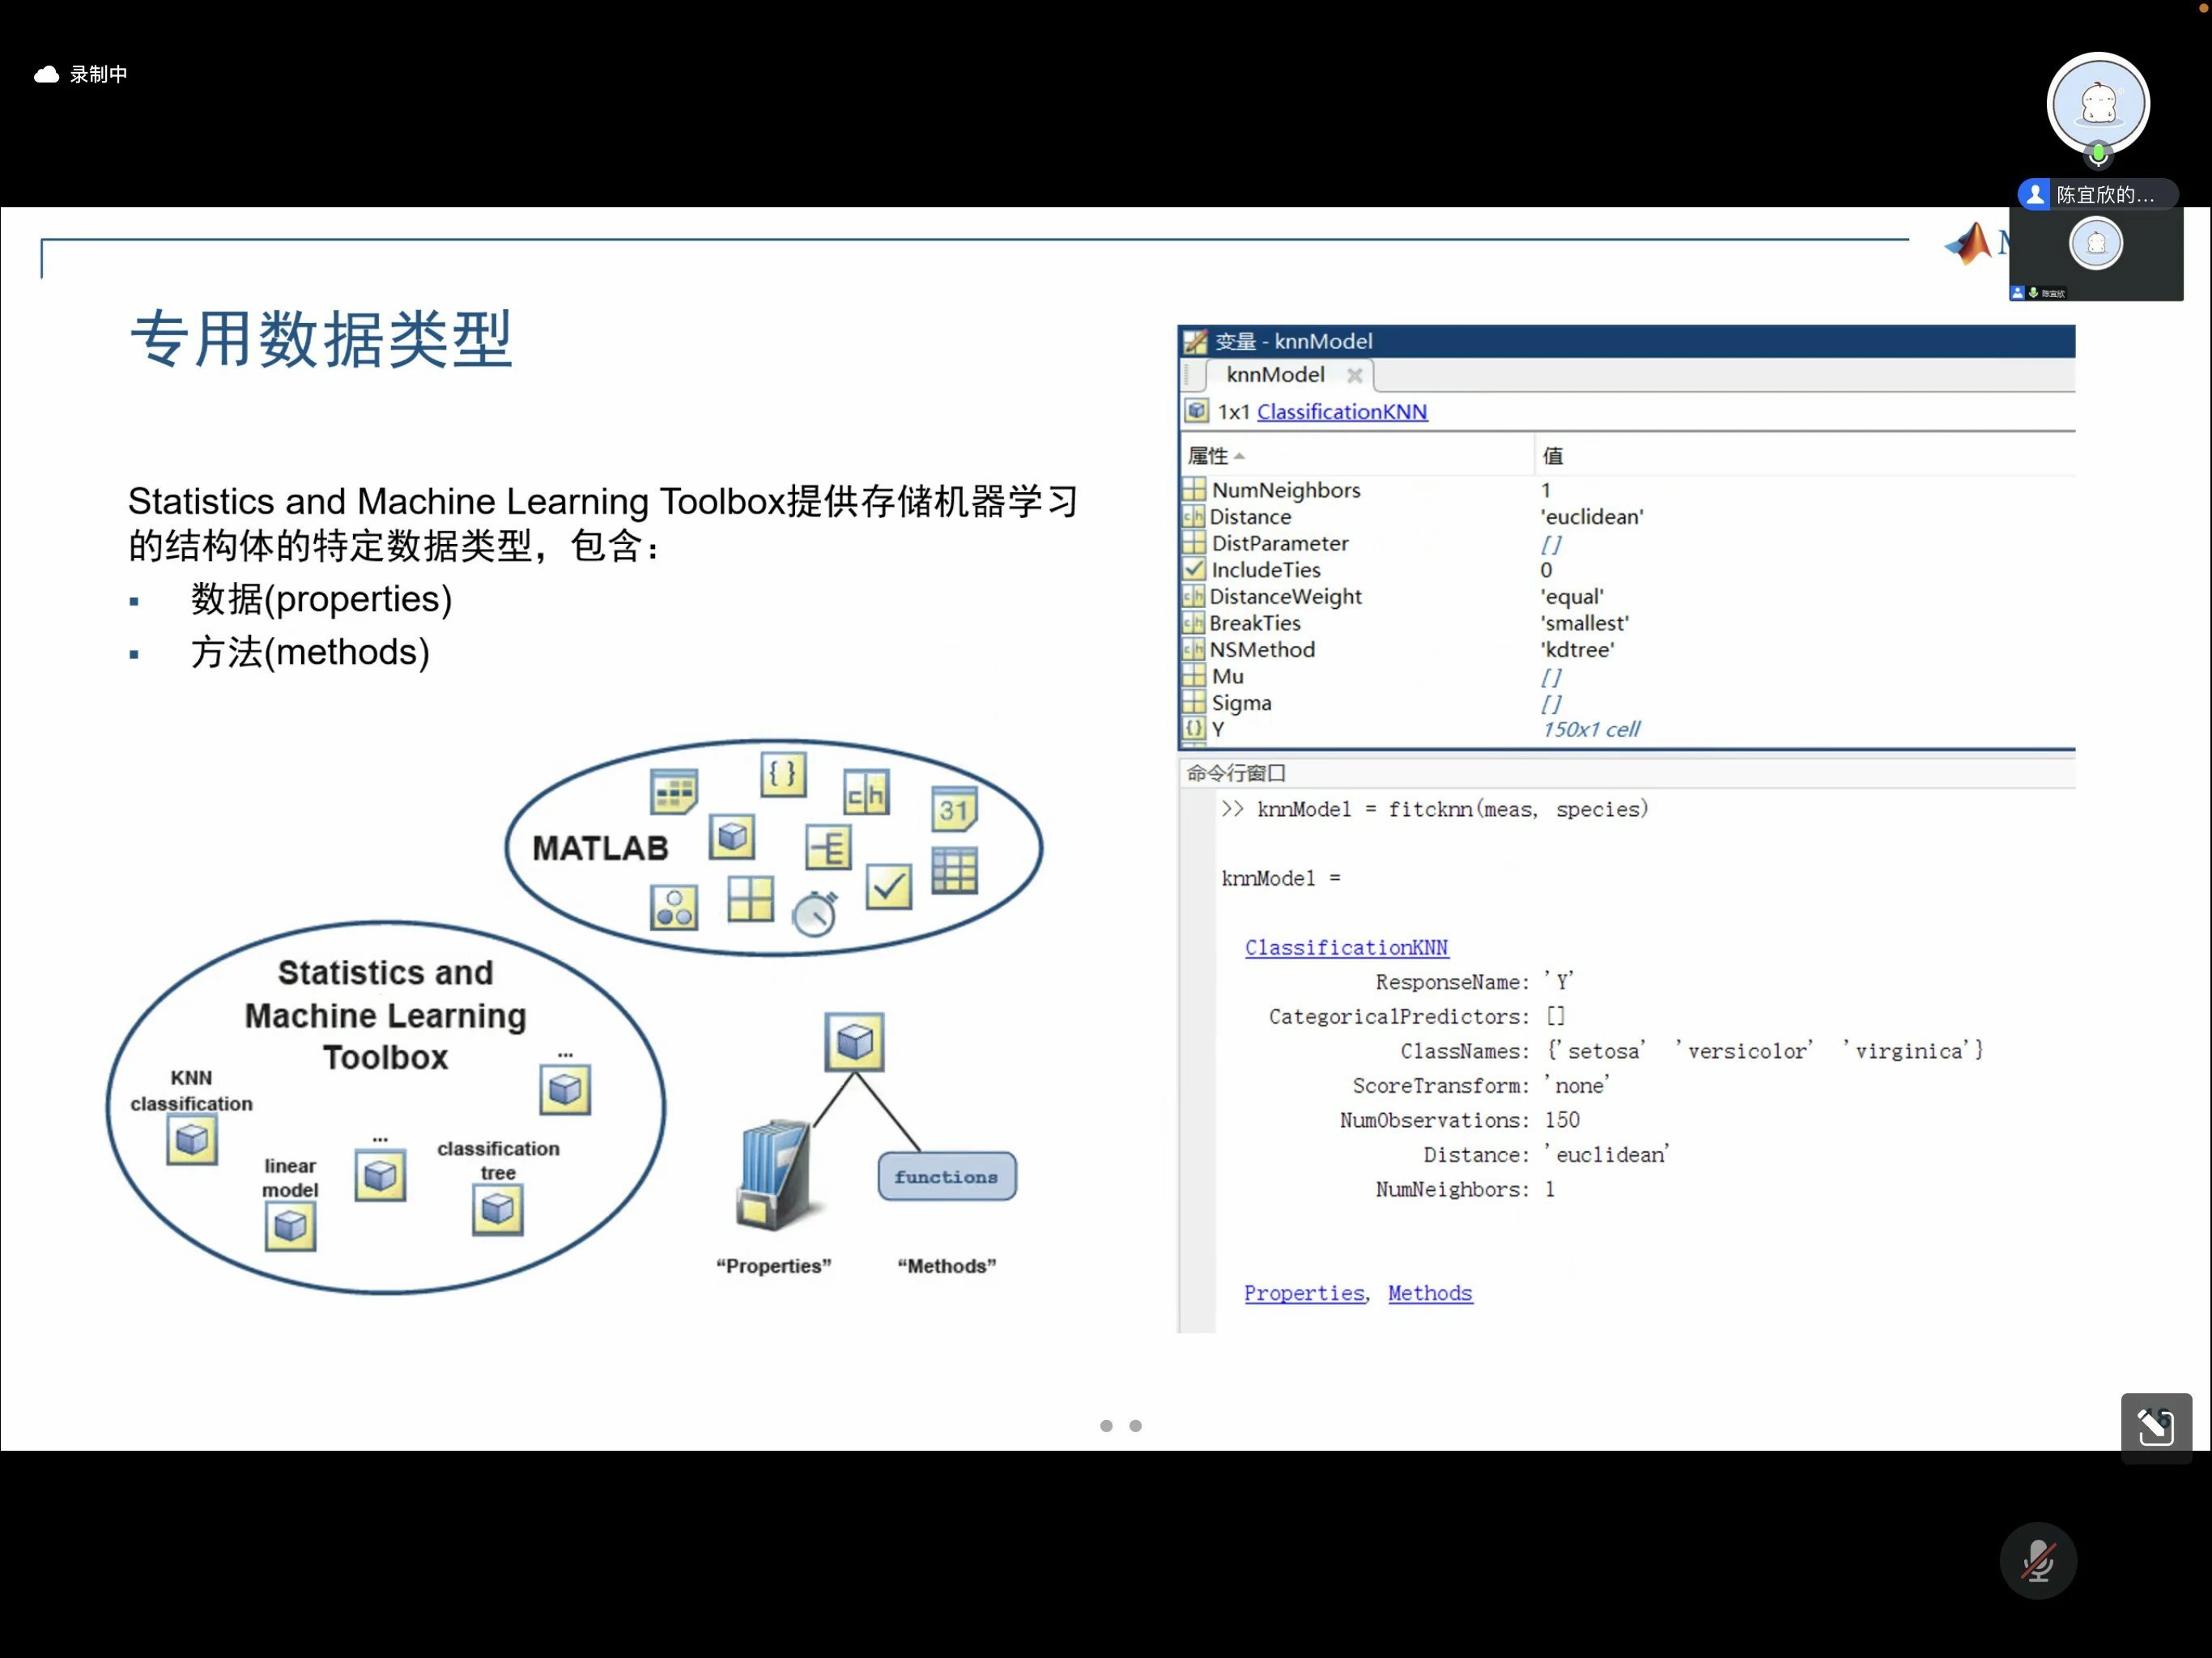 录制中
陈宜欣的...
陈宜欣
专用数据类型
Statistics and Machine Learning Toolbox提供存储机器学习
的结构体的特定数据类型，包含：
▪ 数据(properties)
▪ 方法(methods)
MATLAB
{ }
c h
31
Statistics and
Machine Learning
Toolbox
KNN
classification
linear
model
...
classification
tree
...
functions
“Properties”
“Methods”
变量 - knnModel
knnModel
1x1 ClassificationKNN
属性 值
NumNeighbors 1
Distance 'euclidean'
DistParameter []
IncludeTies 0
DistanceWeight 'equal'
BreakTies 'smallest'
NSMethod 'kdtree'
Mu []
Sigma []
Y 150x1 cell
命令行窗口
>> knnModel = fitcknn(meas, species)
knnModel =
ClassificationKNN
ResponseName: 'Y'
CategoricalPredictors: []
ClassNames: {'setosa' 'versicolor' 'virginica'}
ScoreTransform: 'none'
NumObservations: 150
Distance: 'euclidean'
NumNeighbors: 1
Properties, Methods